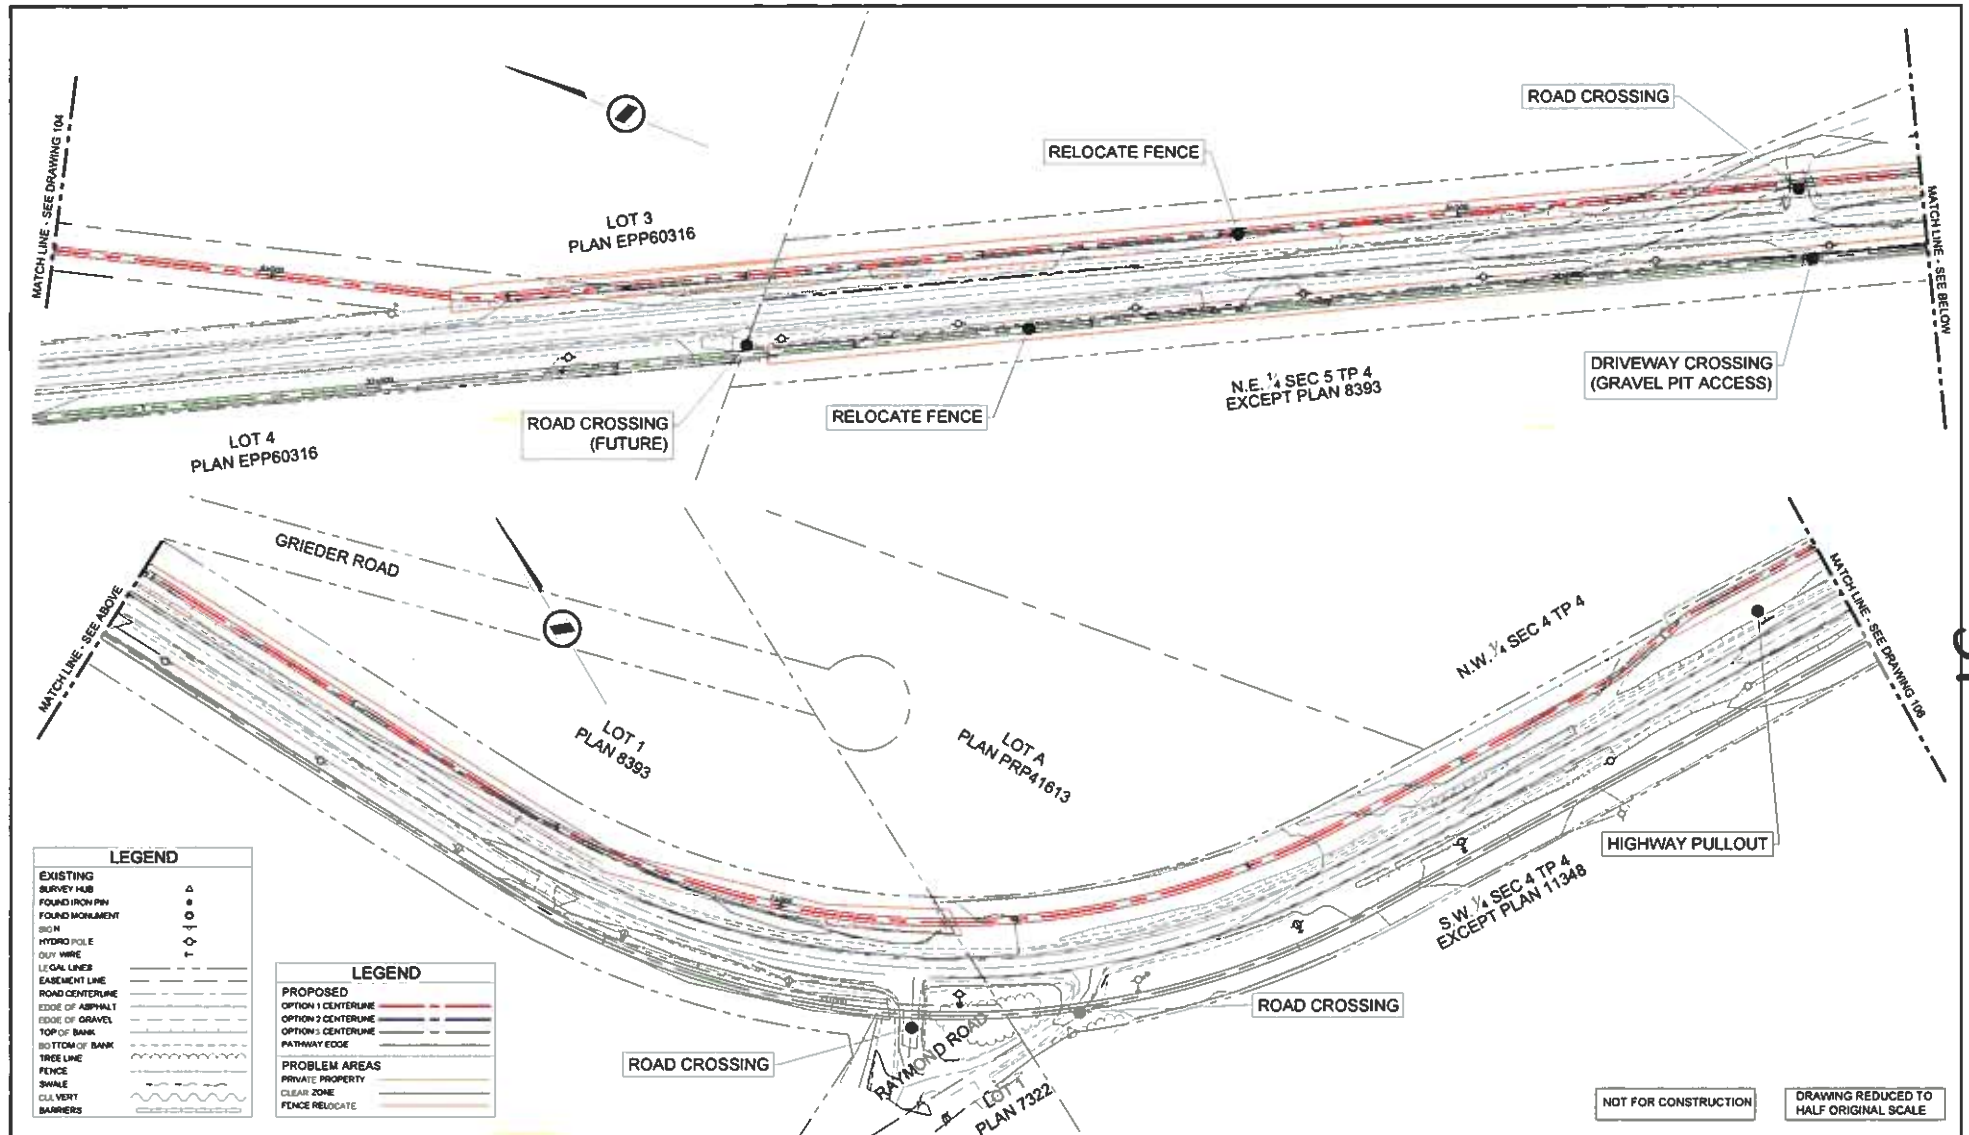 MATCH LINE - SEE DRAWING 104
LOT 3
PLAN EPP60316
RELOCATE FENCE
ROAD CROSSING
MATCH LINE - SEE BELOW
LOT 4
PLAN EPP60316
ROAD CROSSING
(FUTURE)
RELOCATE FENCE
N.E. ¼ SEC 5 TP 4
EXCEPT PLAN 8393
DRIVEWAY CROSSING
(GRAVEL PIT ACCESS)
GRIEDER ROAD
MATCH LINE - SEE ABOVE
LOT 1
PLAN 8393
LOT A
PLAN PRP41613
N.W. ¼ SEC 4 TP 4
MATCH LINE - SEE DRAWING 106
HIGHWAY PULLOUT
S.W. ¼ SEC 4 TP 4
EXCEPT PLAN 11348
ROAD CROSSING
ROAD CROSSING
RAYMOND ROAD
LOT 1
PLAN 7322
LEGEND
EXISTING
SURVEY HUB
FOUND IRON PIN
FOUND MONUMENT
SIGN
HYDRO POLE
GUY WIRE
LEGAL LINES
EASEMENT LINE
ROAD CENTERLINE
EDGE OF ASPHALT
EDGE OF GRAVEL
TOP OF BANK
BOTTOM OF BANK
TREE LINE
FENCE
SWALE
CULVERT
BARRIERS
LEGEND
PROPOSED
OPTION 1 CENTERLINE
OPTION 2 CENTERLINE
OPTION 3 CENTERLINE
PATHWAY EDGE
PROBLEM AREAS
PRIVATE PROPERTY
CLEAR ZONE
FENCE RELOCATE
NOT FOR CONSTRUCTION
DRAWING REDUCED TO
HALF ORIGINAL SCALE